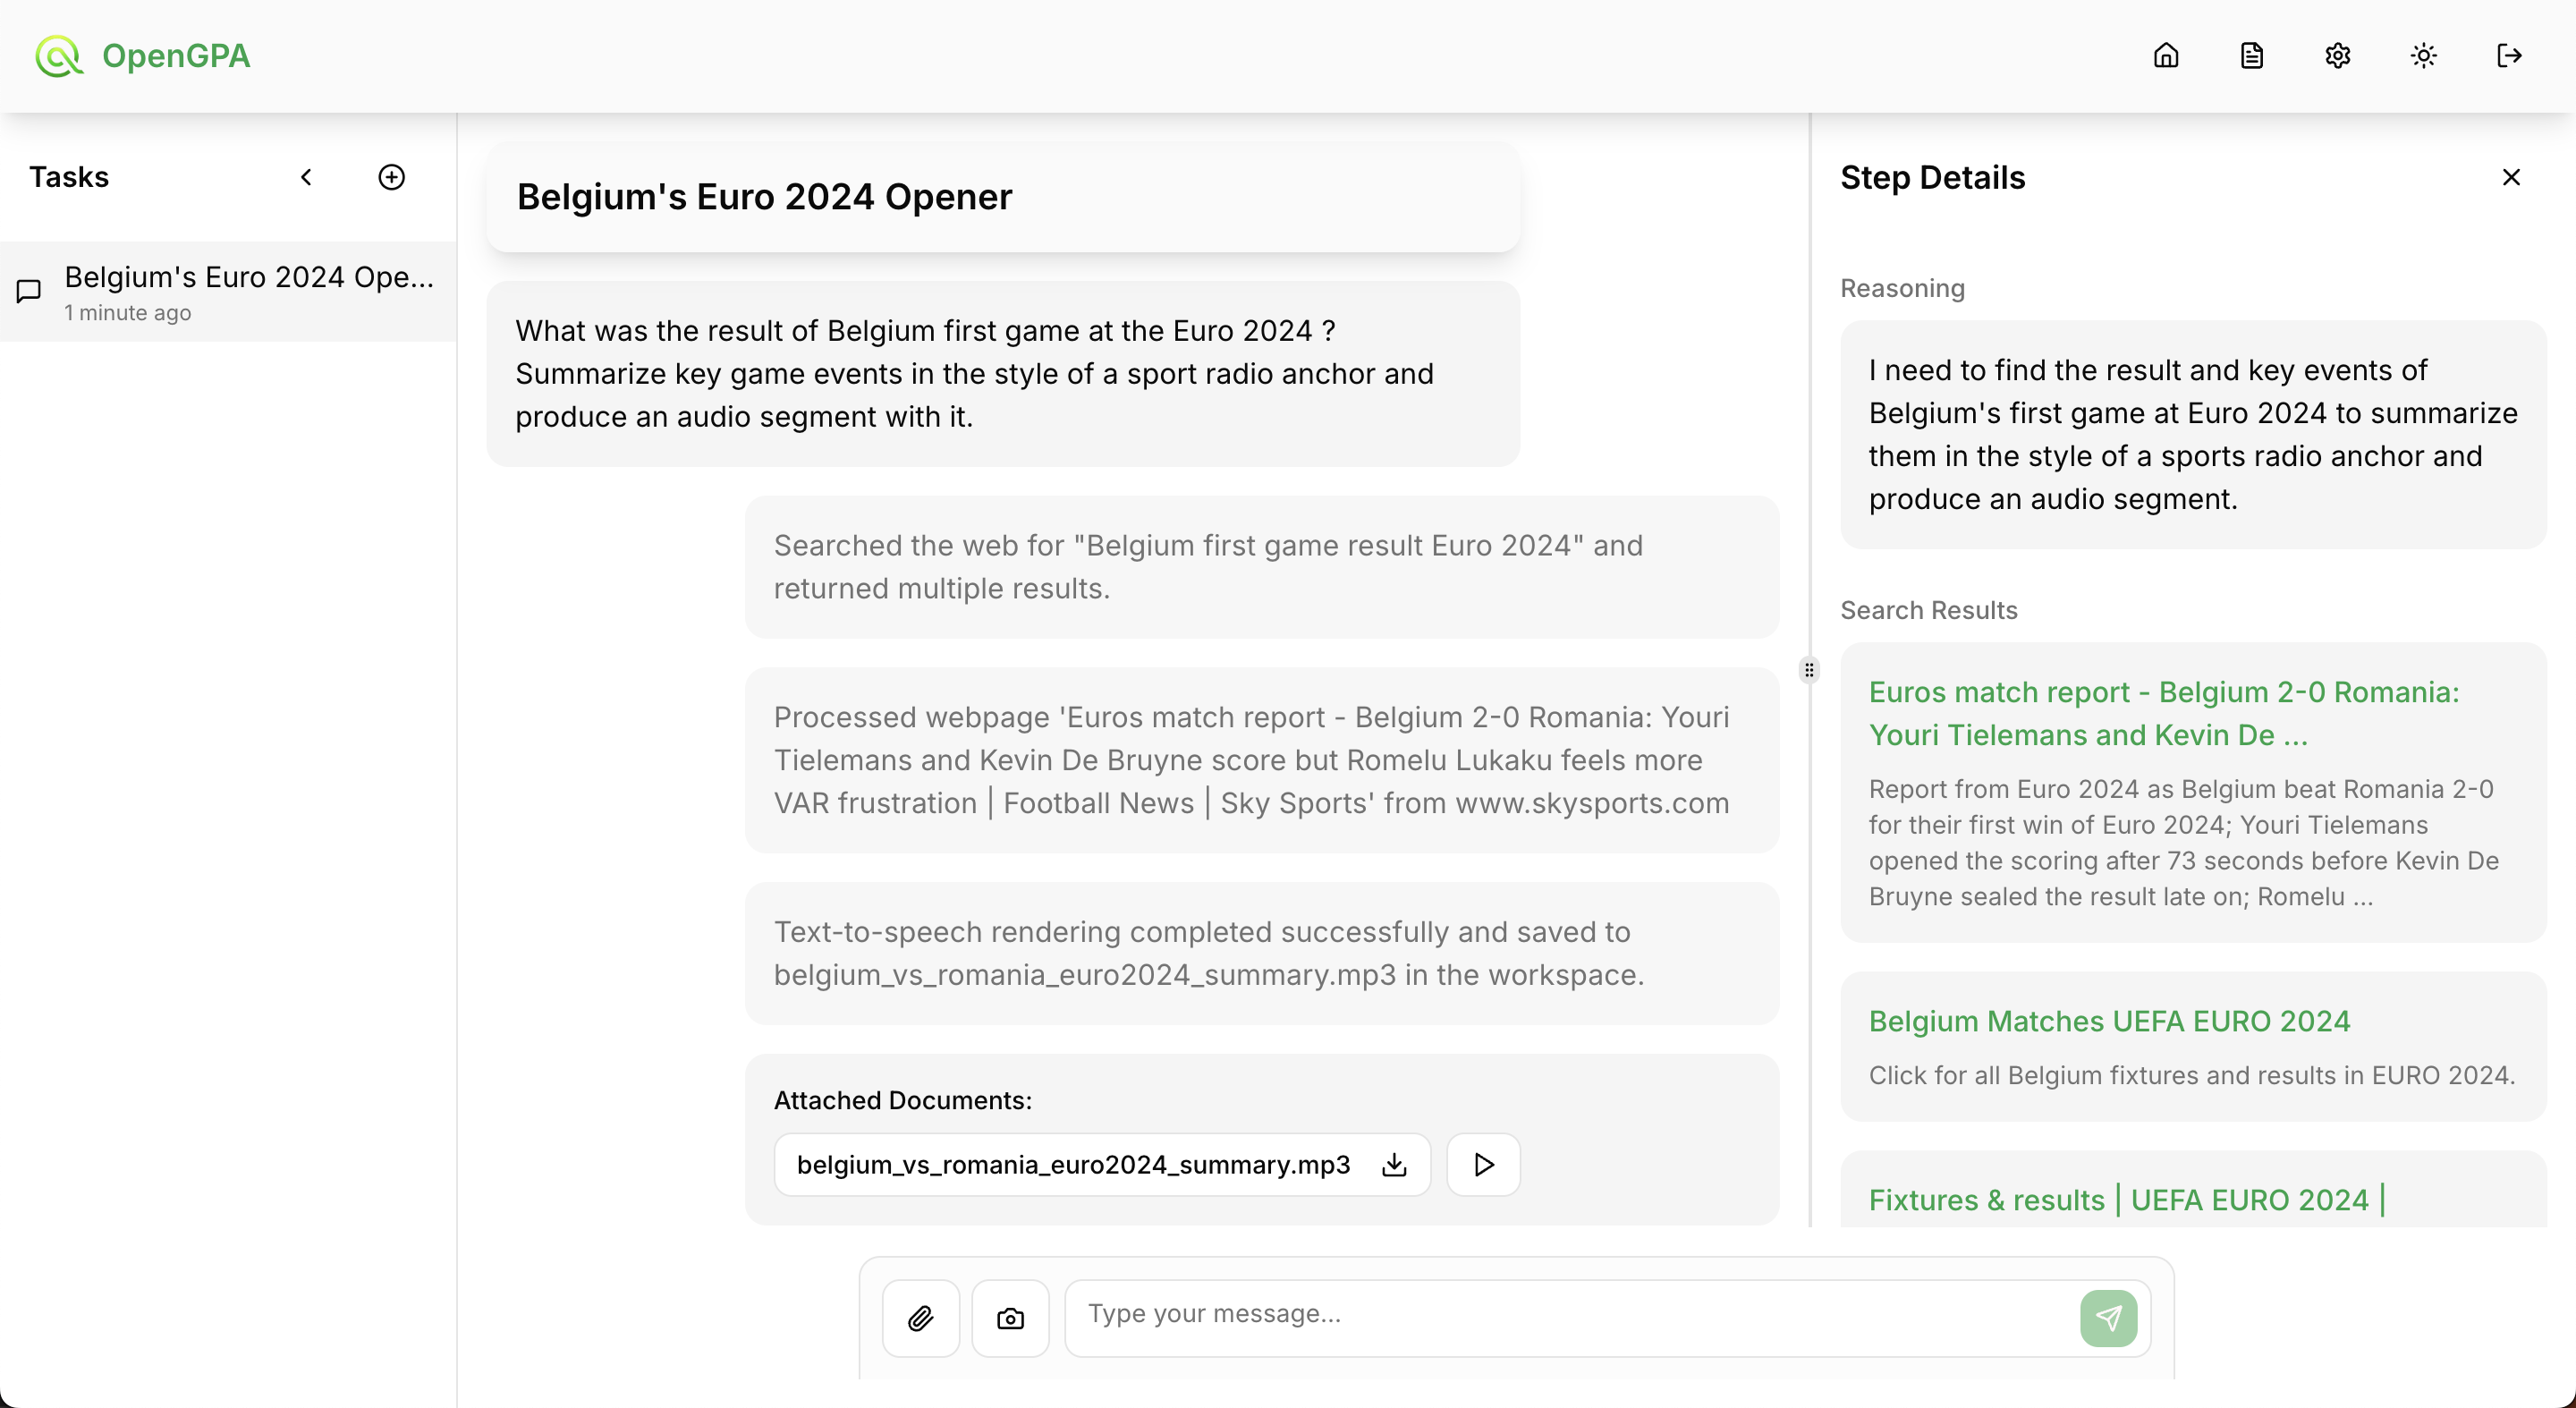 OpenGPA
Tasks
Belgium's Euro 2024 Ope...
1 minute ago
Belgium's Euro 2024 Opener
What was the result of Belgium first game at the Euro 2024 ?
Summarize key game events in the style of a sport radio anchor and
produce an audio segment with it.
Searched the web for "Belgium first game result Euro 2024" and
returned multiple results.
Processed webpage 'Euros match report - Belgium 2-0 Romania: Youri
Tielemans and Kevin De Bruyne score but Romelu Lukaku feels more
VAR frustration | Football News | Sky Sports' from www.skysports.com
Text-to-speech rendering completed successfully and saved to
belgium_vs_romania_euro2024_summary.mp3 in the workspace.
Attached Documents:
belgium_vs_romania_euro2024_summary.mp3
Type your message...
Step Details
Reasoning
I need to find the result and key events of
Belgium's first game at Euro 2024 to summarize
them in the style of a sports radio anchor and
produce an audio segment.
Search Results
Euros match report - Belgium 2-0 Romania:
Youri Tielemans and Kevin De ...
Report from Euro 2024 as Belgium beat Romania 2-0
for their first win of Euro 2024; Youri Tielemans
opened the scoring after 73 seconds before Kevin De
Bruyne sealed the result late on; Romelu ...
Belgium Matches UEFA EURO 2024
Click for all Belgium fixtures and results in EURO 2024.
Fixtures & results | UEFA EURO 2024 |